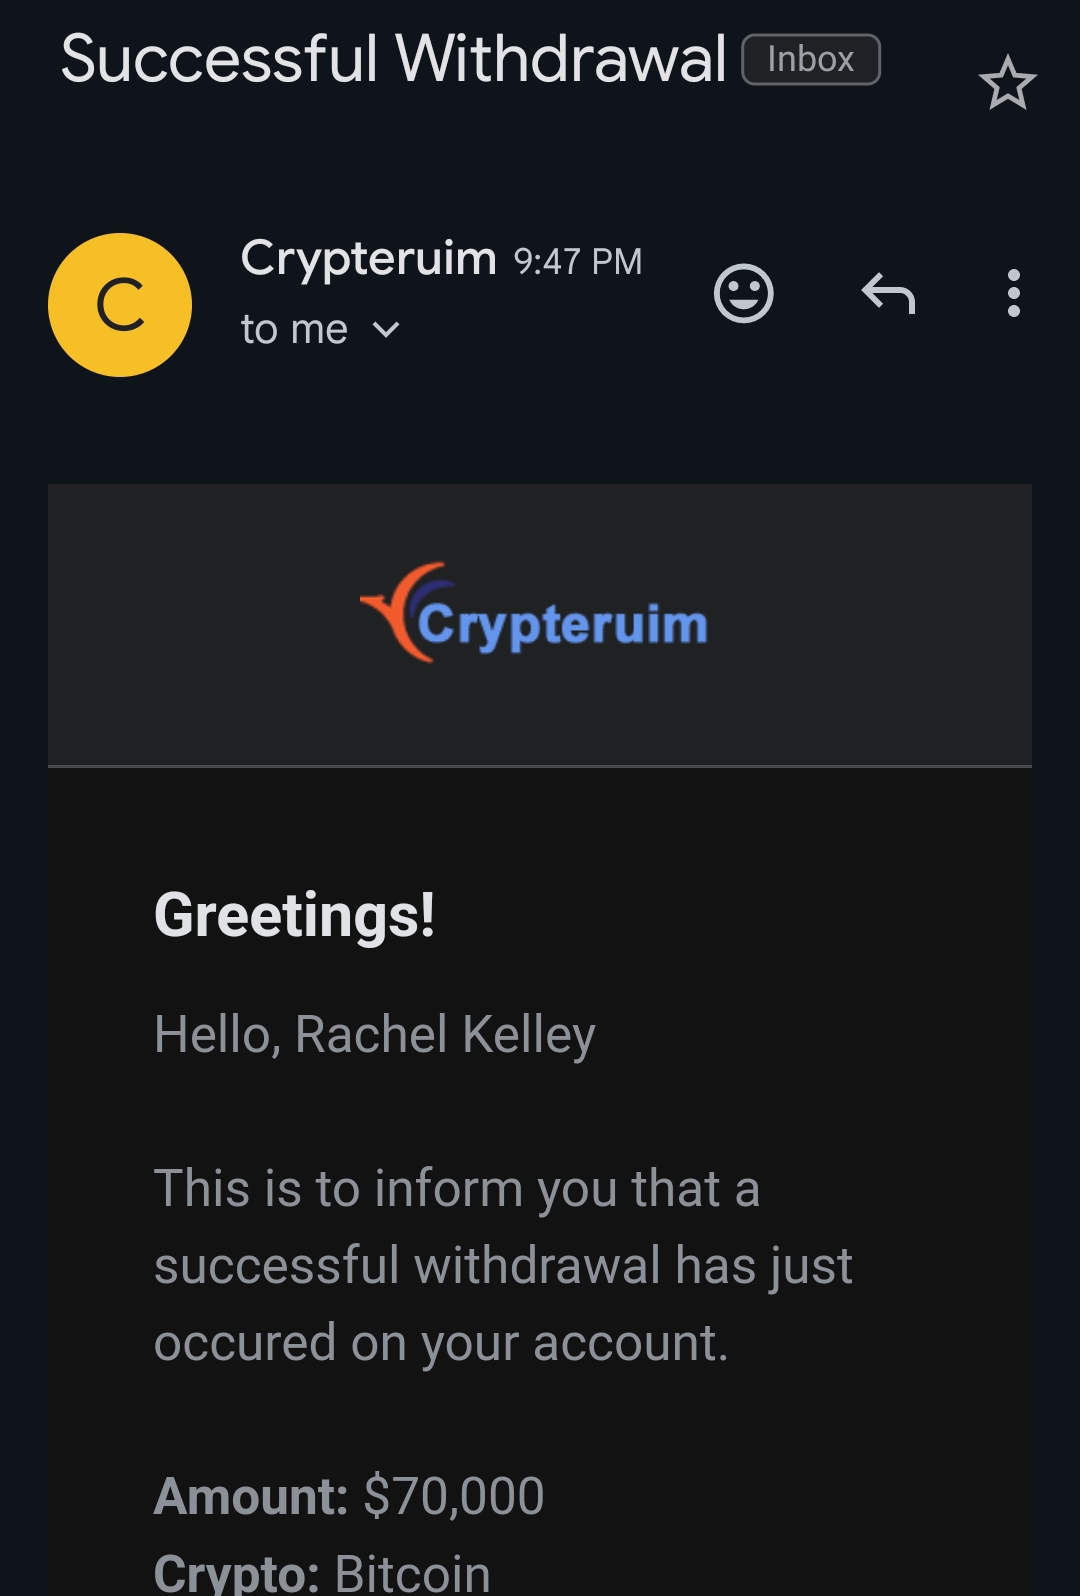 Successful Withdrawal Inbox
C
Crypteruim 9:47 PM
to me
Crypteruim
Greetings!
Hello, Rachel Kelley
This is to inform you that a
successful withdrawal has just
occured on your account.
Amount: $70,000
Crypto: Bitcoin